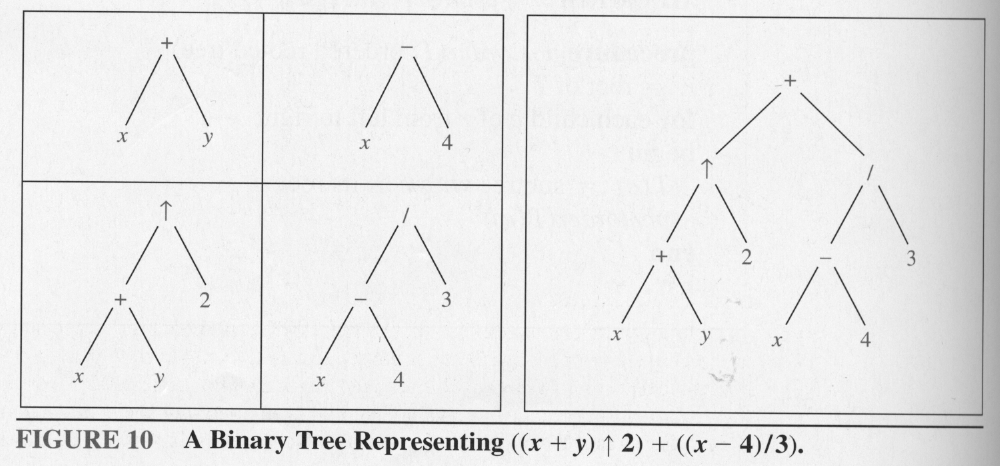 +
x y
−
x 4
↑
+ 2
x y
/
− 3
x 4
+
↑ /
+ 2 − 3
x y x 4
FIGURE 10 A Binary Tree Representing ((x + y) ↑ 2) + ((x − 4)/3).